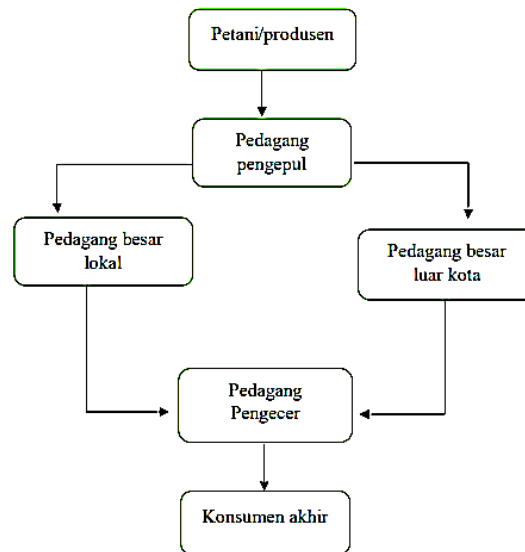 Petani/produsen
Pedagang
pengepul
Pedagang besar
lokal
Pedagang besar
luar kota
Pedagang
Pengecer
Konsumen akhir